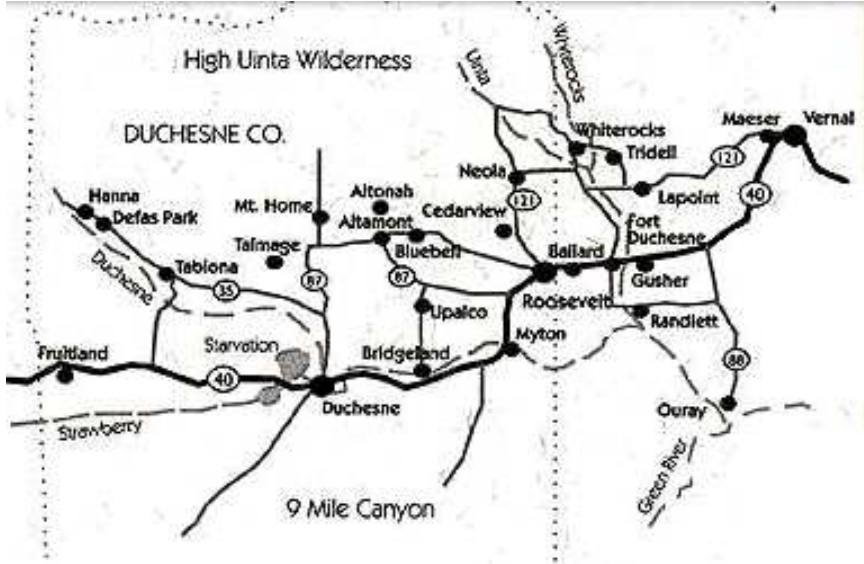 High Uinta Wilderness
Uinta
Whiterocks
DUCHESNE CO.
Whiterocks
Tridell
Maeser
Vernal
121
Neola
Lapoint
40
Hanna
Defas Park
Mt. Home
Altonah
Altamont
Bluebell
Cedarview
121
Fort
Duchesne
Talmage
Tabiona
Duchesne
35
87
87
Ballard
Roosevelt
Gusher
Upalco
Randlett
Fruitland
Starvation
Bridgeland
Myton
88
40
Duchesne
Ouray
Strawberry
Green River
9 Mile Canyon